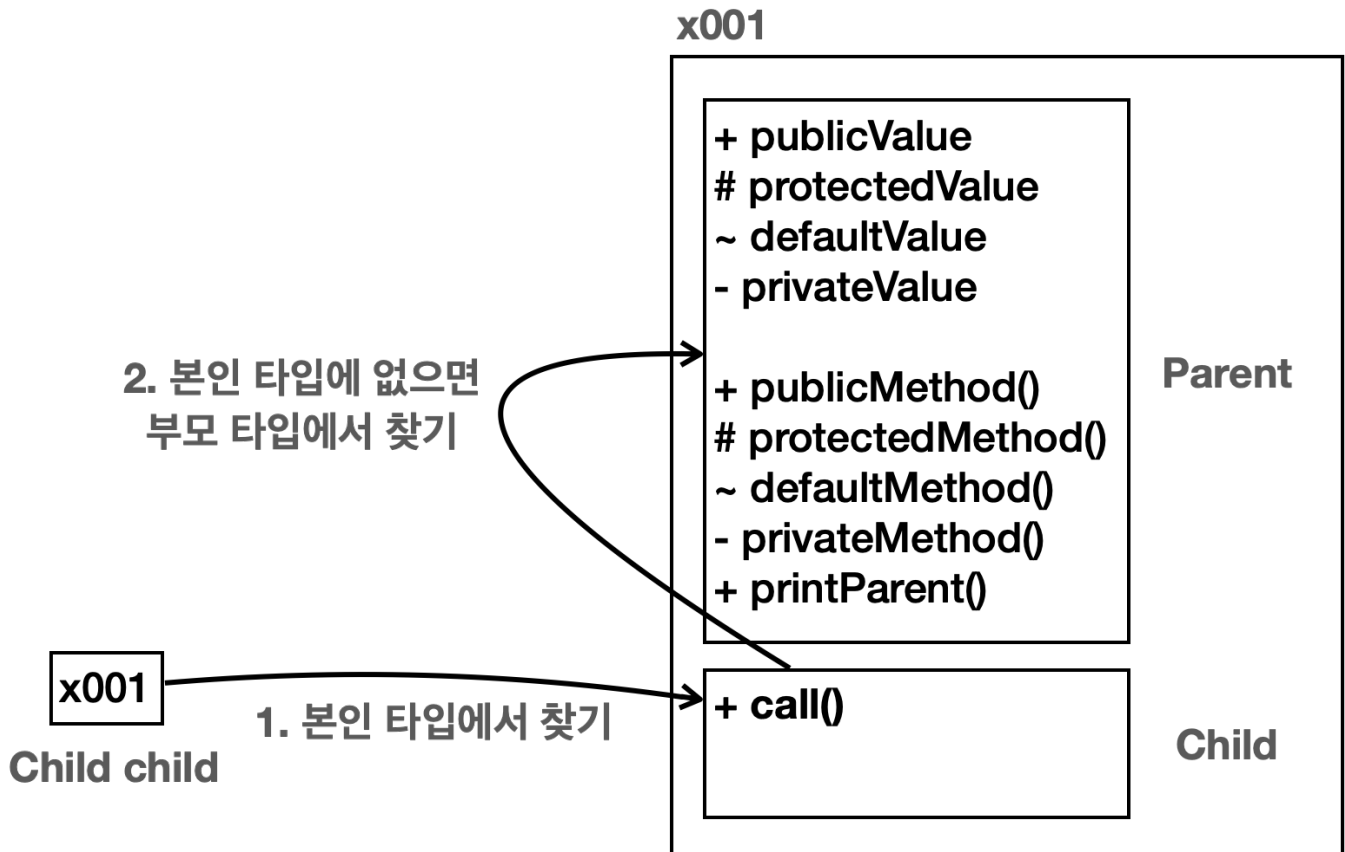 x001
+ publicValue
# protectedValue
~ defaultValue
- privateValue
+ publicMethod()
# protectedMethod()
~ defaultMethod()
- privateMethod()
+ printParent()
Parent
2. 본인 타입에 없으면
부모 타입에서 찾기
x001
Child child
1. 본인 타입에서 찾기
+ call()
Child